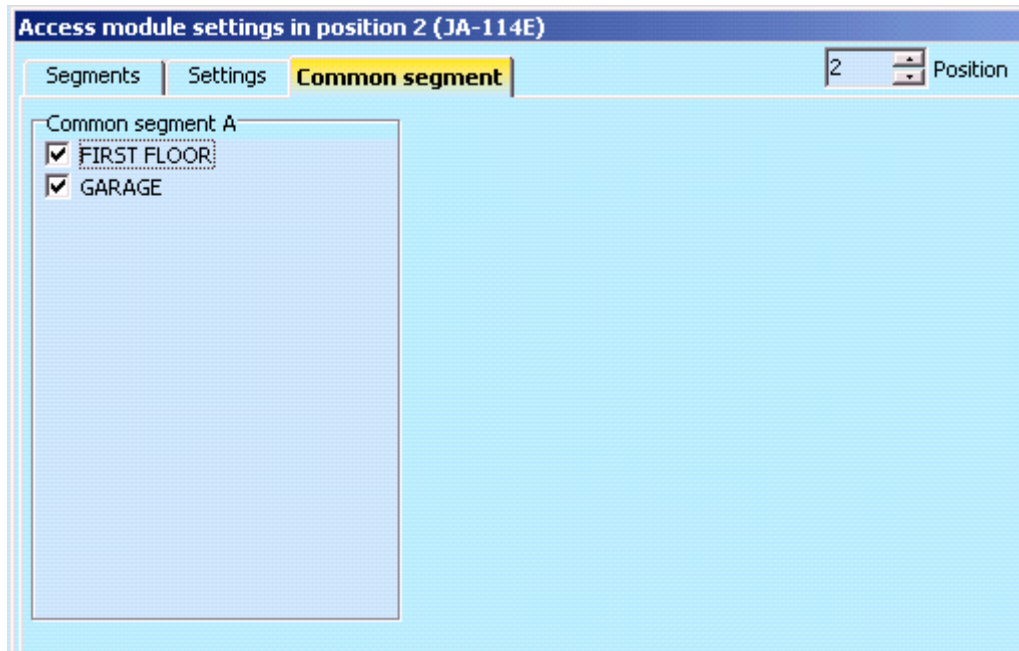 Access module settings in position 2 (JA-114E)
Segments Settings Common segment 2 Position
Common segment A
FIRST FLOOR
GARAGE